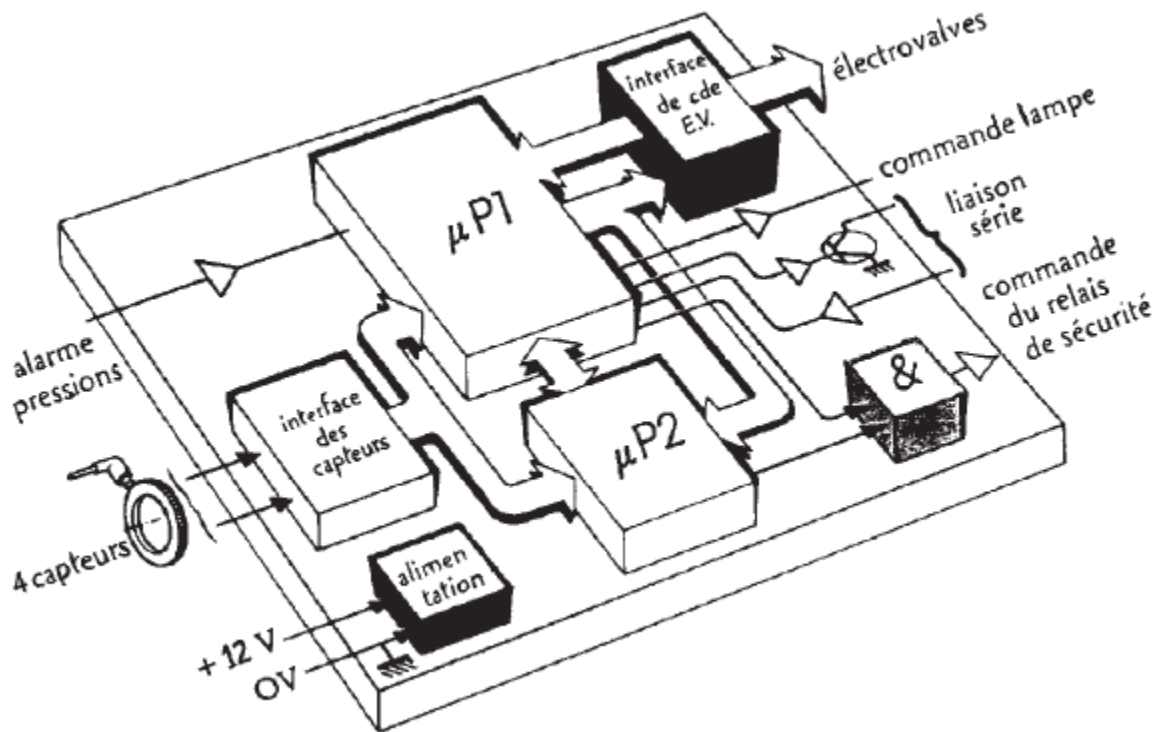 électrovalves
interface
de cde
E.V.
commande lampe
liaison
série
µP1
commande
du relais
de sécurité
alarme
pressions
&
interface
des
capteurs
µP2
4 capteurs
alimen
tation
+ 12 V
OV